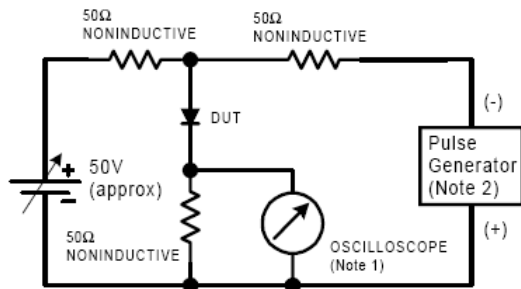 50Ω
NONINDUCTIVE
50Ω
NONINDUCTIVE
DUT
(-)
+
50V
(approx)
-
Pulse
Generator
(Note 2)
50Ω
NONINDUCTIVE
OSCILLOSCOPE
(Note 1)
(+)